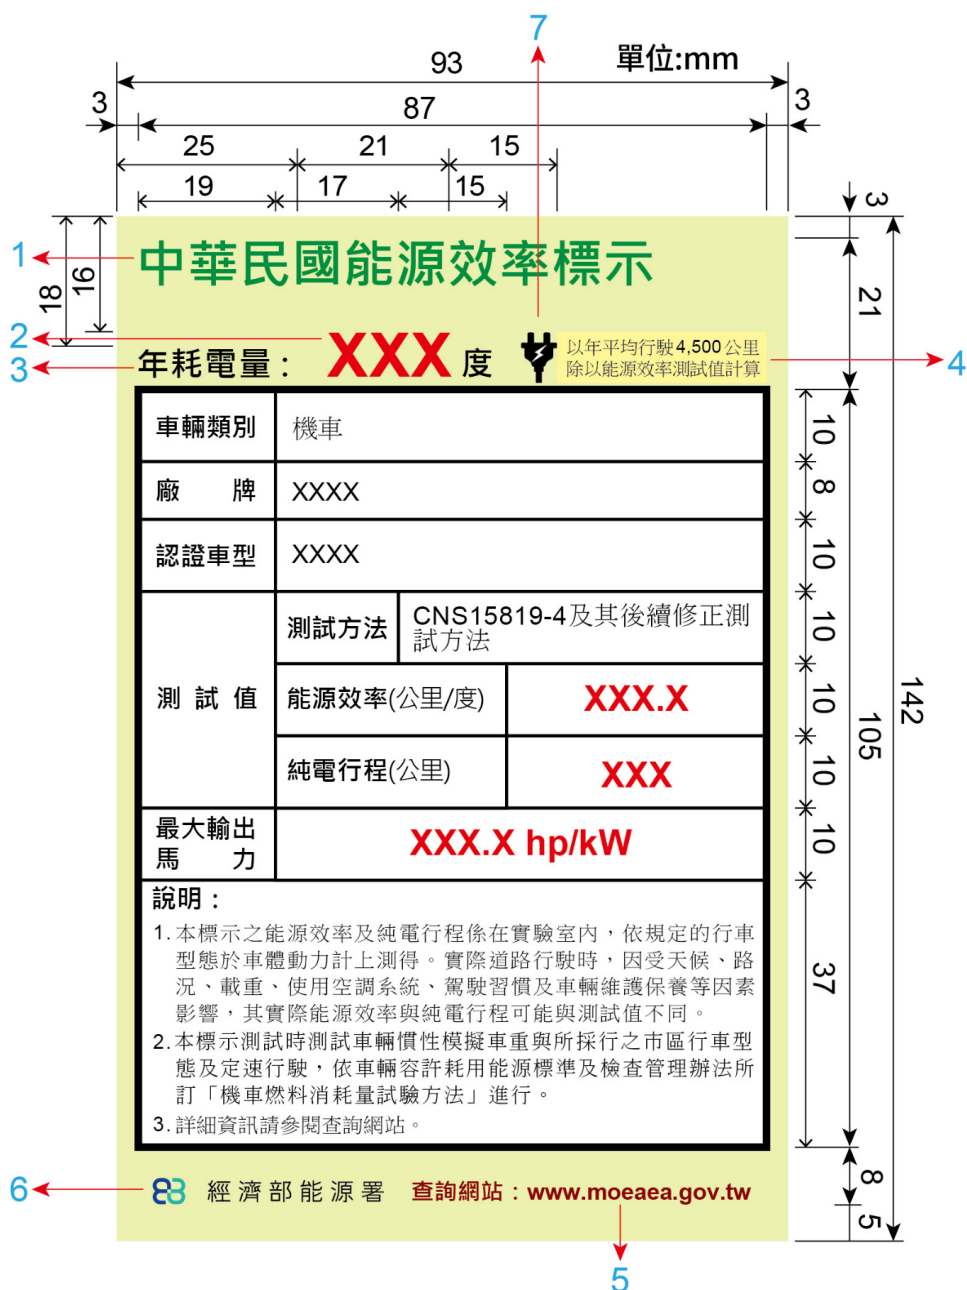 7
93 單位:mm
3 87 3
25 21 15
19 17 15
3
1 中華民國能源效率標示
18 16 21
2 XXX
3 年耗電量： 度
以年平均行駛4,500公里
除以能源效率測試值計算
4
車輛類別 機車 10
廠 牌 XXXX 8
認證車型 XXXX 10
測試值
測試方法 CNS15819-4及其後續修正測
試方法
10
能源效率(公里/度) XXX.X 10
純電行程(公里) XXX 10
142
105
最大輸出
馬 力
XXX.X hp/kW 10
說明：
1.本標示之能源效率及純電行程係在實驗室內，依規定的行車
型態於車體動力計上測得。實際道路行駛時，因受天候、路
況、載重、使用空調系統、駕駛習慣及車輛維護保養等因素
影響，其實際能源效率與純電行程可能與測試值不同。
2.本標示測試時測試車輛慣性模擬車重與所採行之市區行車型
態及定速行駛，依車輛容許耗用能源標準及檢查管理辦法所
訂「機車燃料消耗量試驗方法」進行。
3.詳細資訊請參閱查詢網站。
37
6 經濟部能源署 查詢網站：www.moeaea.gov.tw 8
5
5